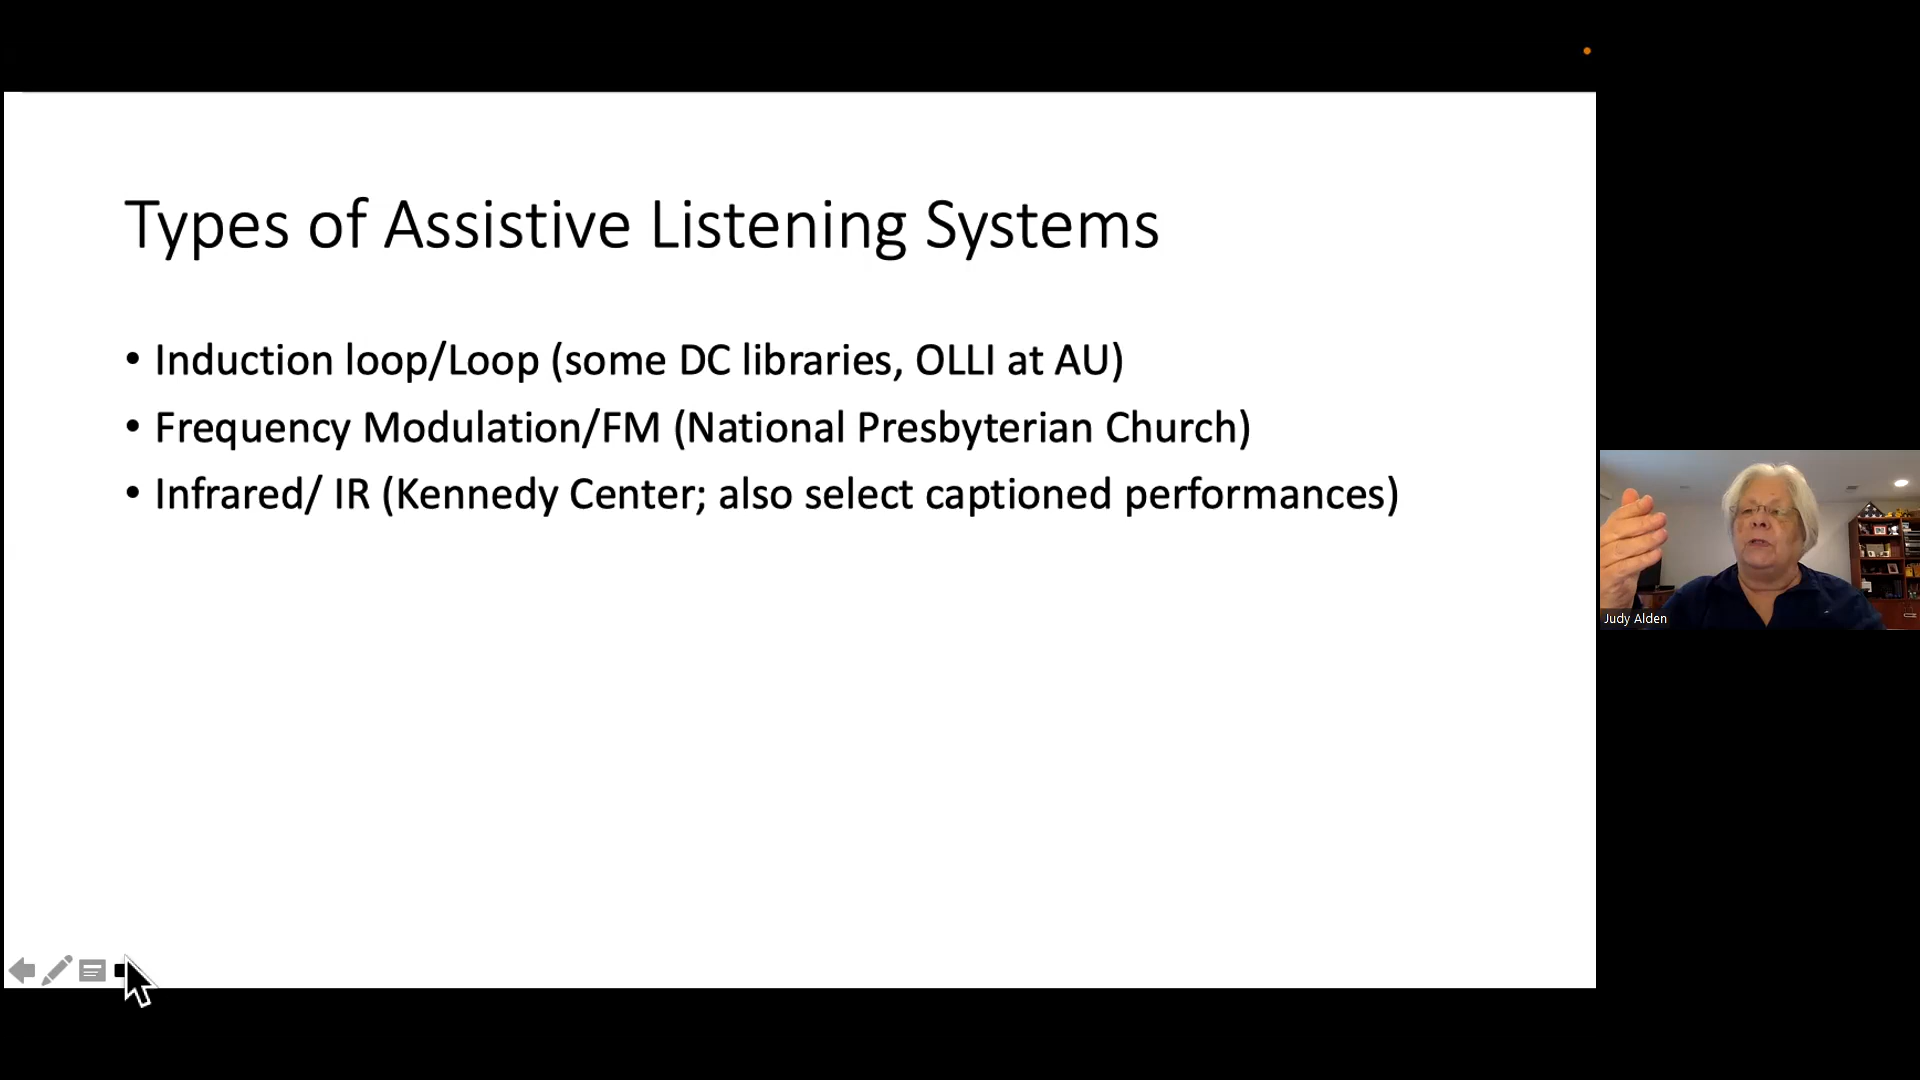 Types of Assistive Listening Systems
• Induction loop/Loop (some DC libraries, OLLI at AU)
• Frequency Modulation/FM (National Presbyterian Church)
• Infrared/ IR (Kennedy Center; also select captioned performances)
Judy Alden